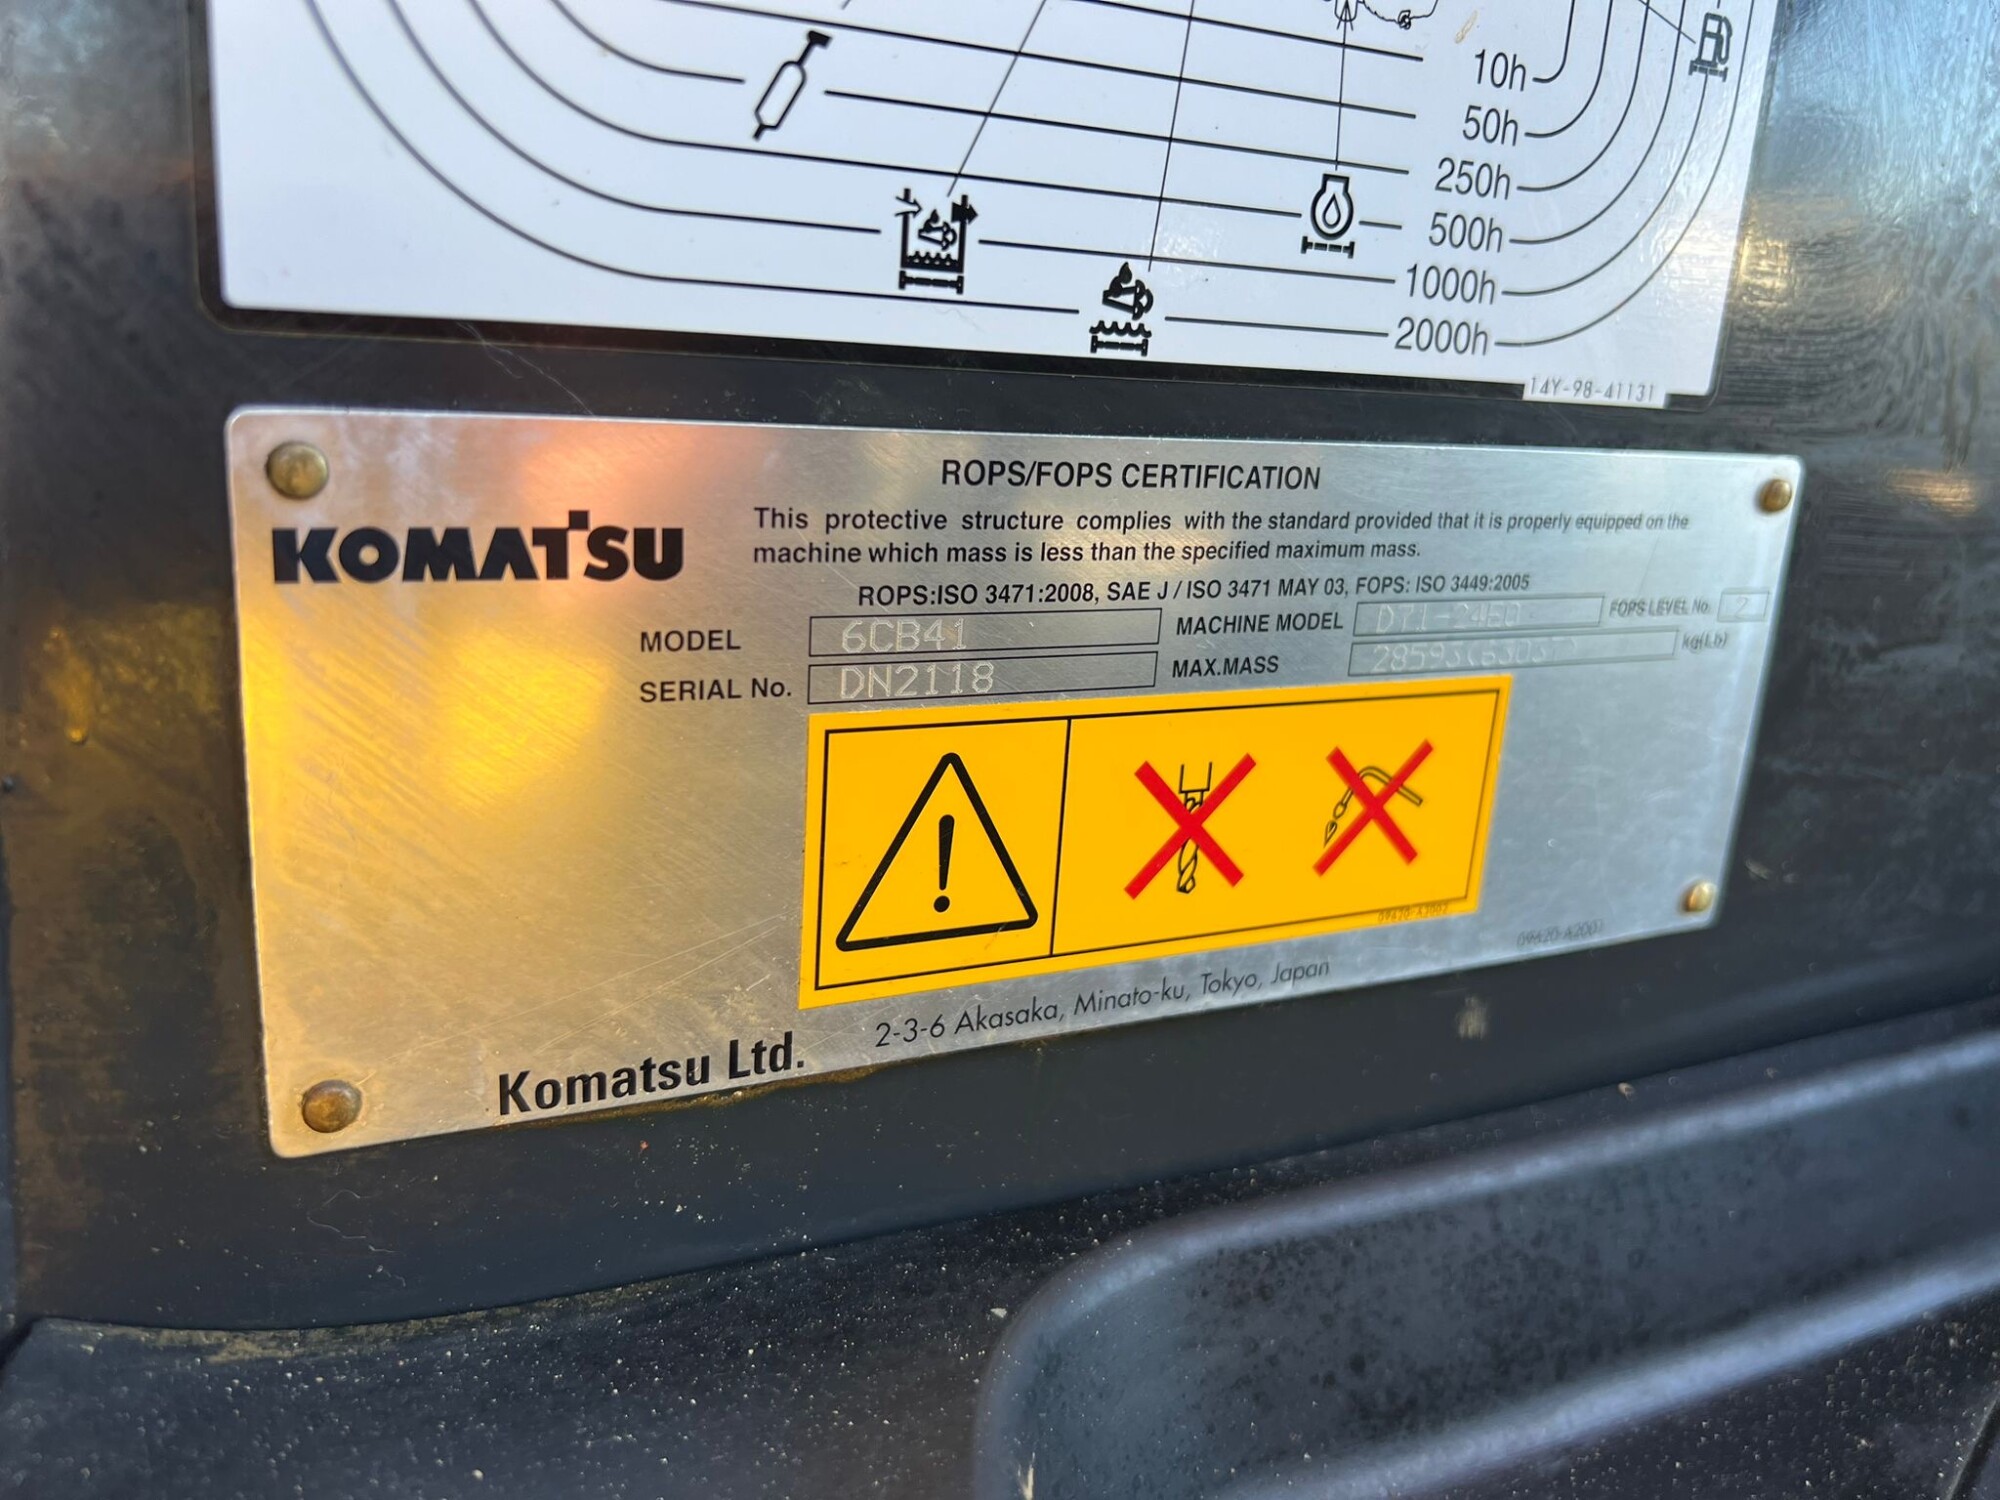 10h
50h
250h
500h
1000h
2000h
14Y-98-41131
ROPS/FOPS CERTIFICATION
KOMATSU
This protective structure complies with the standard provided that it is properly equipped on the
machine which mass is less than the specified maximum mass.
ROPS:ISO 3471:2008, SAE J / ISO 3471 MAY 03, FOPS: ISO 3449:2005
MODEL 6CB41 MACHINE MODEL FOPS LEVEL No. 2
SERIAL No. DN2118 MAX.MASS kg(Lb)
09620-A2001
Komatsu Ltd. 2-3-6 Akasaka, Minato-ku, Tokyo, Japan